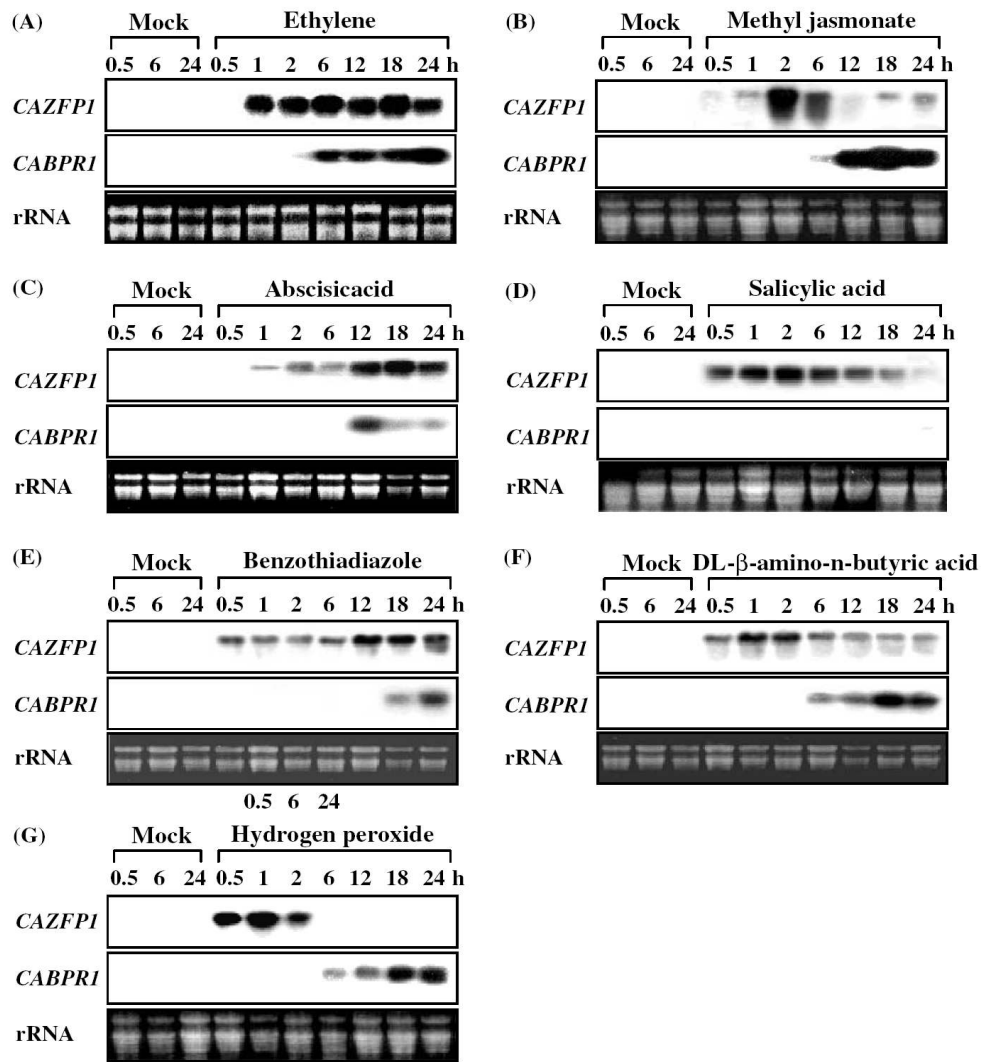 (A) Mock Ethylene
0.5 6 24 0.5 1 2 6 12 18 24 h
CAZFP1
CABPR1
rRNA
(B) Mock Methyl jasmonate
0.5 6 24 0.5 1 2 6 12 18 24 h
CAZFP1
CABPR1
rRNA
(C) Mock Abscisicacid
0.5 6 24 0.5 1 2 6 12 18 24 h
CAZFP1
CABPR1
rRNA
(D) Mock Salicylic acid
0.5 6 24 0.5 1 2 6 12 18 24 h
CAZFP1
CABPR1
rRNA
(E) Mock Benzothiadiazole
0.5 6 24 0.5 1 2 6 12 18 24 h
CAZFP1
CABPR1
rRNA
0.5 6 24
(F) Mock DL-β-amino-n-butyric acid
0.5 6 24 0.5 1 2 6 12 18 24 h
CAZFP1
CABPR1
rRNA
(G) Mock Hydrogen peroxide
0.5 6 24 0.5 1 2 6 12 18 24 h
CAZFP1
CABPR1
rRNA